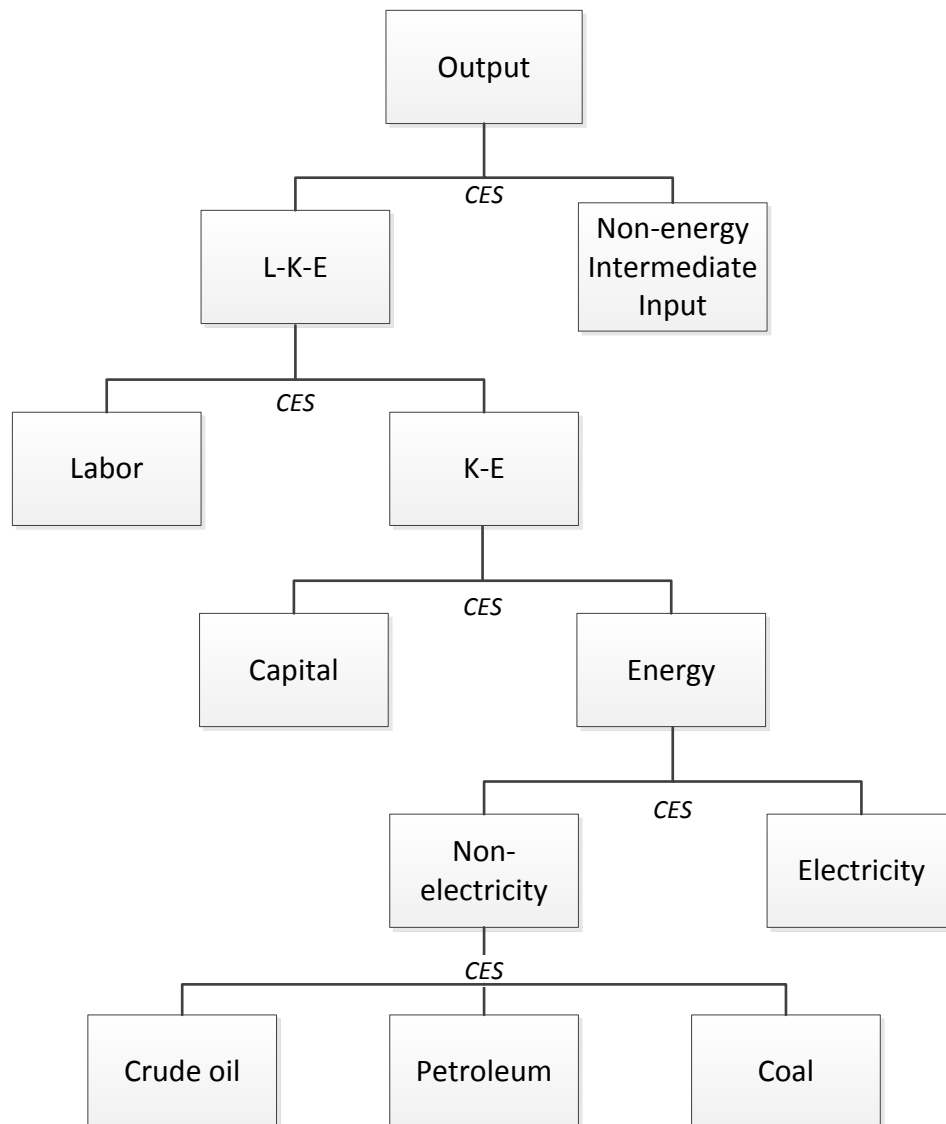 Output
CES
L-K-E
Non-energy
Intermediate
Input
CES
Labor
K-E
CES
Capital
Energy
CES
Non-
electricity
Electricity
CES
Crude oil
Petroleum
Coal